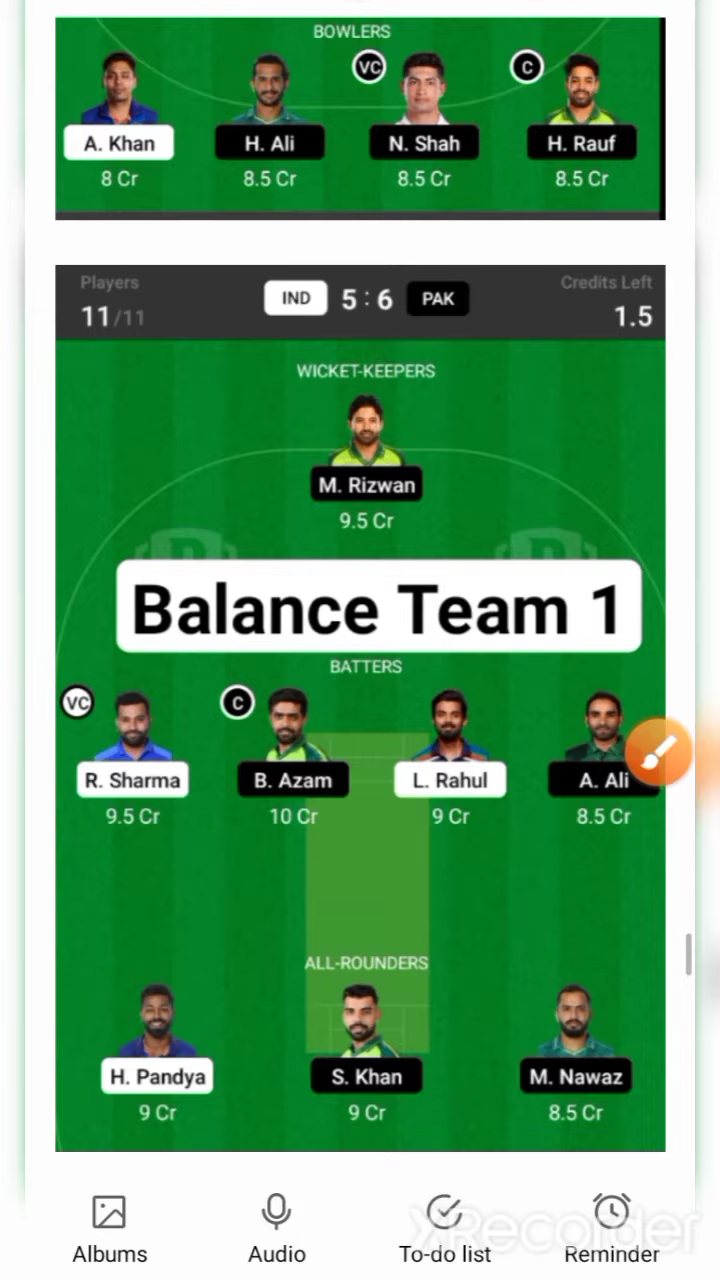 BOWLERS
VC C
A. Khan H. Ali N. Shah H. Rauf
8 Cr 8.5 Cr 8.5 Cr 8.5 Cr
Players Credits Left
IND 5 : 6 PAK
11/11 1.5
WICKET-KEEPERS
M. Rizwan
9.5 Cr
Balance Team 1
BATTERS
VC C
R. Sharma B. Azam L. Rahul A. Ali
9.5 Cr 10 Cr 9 Cr 8.5 Cr
ALL-ROUNDERS
H. Pandya S. Khan M. Nawaz
9 Cr 9 Cr 8.5 Cr
XRecorder
Albums Audio To-do list Reminder